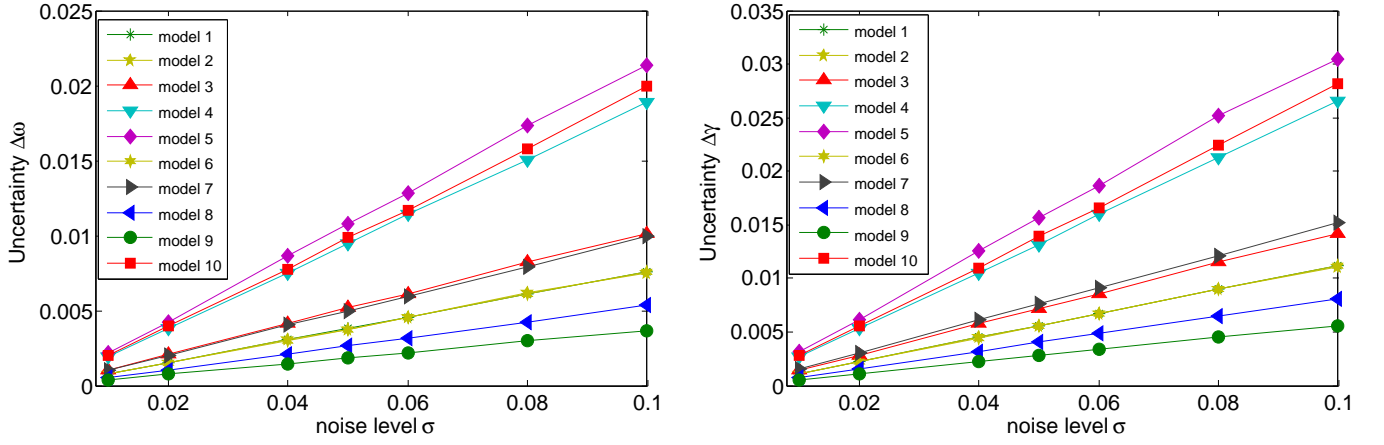 0.025
0.02
0.015
0.01
0.005
0
Uncertainty Δω
model 1
model 2
model 3
model 4
model 5
model 6
model 7
model 8
model 9
model 10
0.02 0.04 0.06 0.08 0.1
noise level σ
0.035
0.03
0.025
0.02
0.015
0.01
0.005
0
Uncertainty Δγ
model 1
model 2
model 3
model 4
model 5
model 6
model 7
model 8
model 9
model 10
0.02 0.04 0.06 0.08 0.1
noise level σ